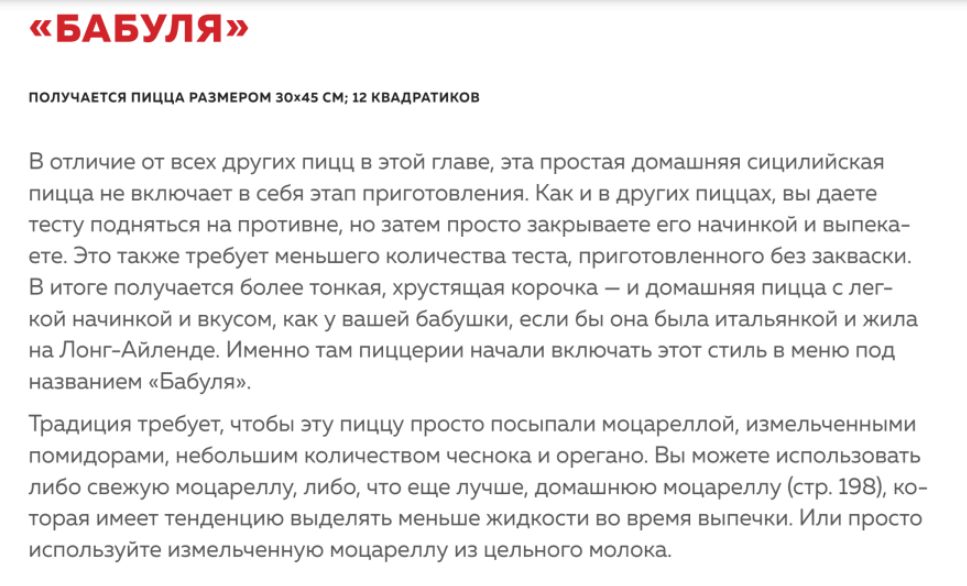 «БАБУЛЯ»
ПОЛУЧАЕТСЯ ПИЦЦА РАЗМЕРОМ 30×45 СМ; 12 КВАДРАТИКОВ
В отличие от всех других пицц в этой главе, эта простая домашняя сицилийская
пицца не включает в себя этап приготовления. Как и в других пиццах, вы даете
тесту подняться на противне, но затем просто закрываете его начинкой и выпека-
ете. Это также требует меньшего количества теста, приготовленного без закваски.
В итоге получается более тонкая, хрустящая корочка — и домашняя пицца с лег-
кой начинкой и вкусом, как у вашей бабушки, если бы она была итальянкой и жила
на Лонг-Айленде. Именно там пиццерии начали включать этот стиль в меню под
названием «Бабуля».
Традиция требует, чтобы эту пиццу просто посыпали моцареллой, измельченными
помидорами, небольшим количеством чеснока и орегано. Вы можете использовать
либо свежую моцареллу, либо, что еще лучше, домашнюю моцареллу (стр. 198), ко-
торая имеет тенденцию выделять меньше жидкости во время выпечки. Или просто
используйте измельченную моцареллу из цельного молока.